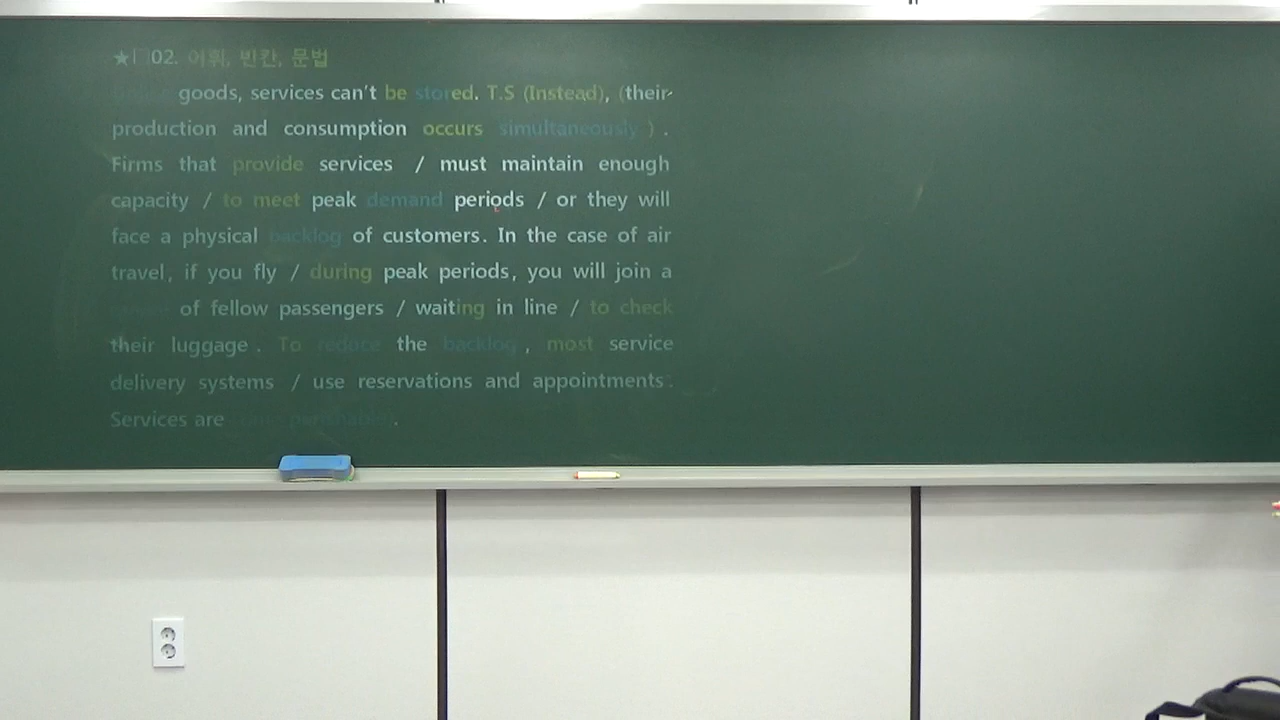 ★ 02. 어휘, 빈칸, 문법
goods, services can't be stored. T.S (Instead), (their
production and consumption occurs simultaneously ) .
Firms that provide services / must maintain enough
capacity / to meet peak demand periods / or they will
face a physical backlog of customers. In the case of air
travel, if you fly / during peak periods, you will join a
of fellow passengers / waiting in line / to check
their luggage . To reduce the backlog , most service
delivery systems / use reservations and appointments.
Services are